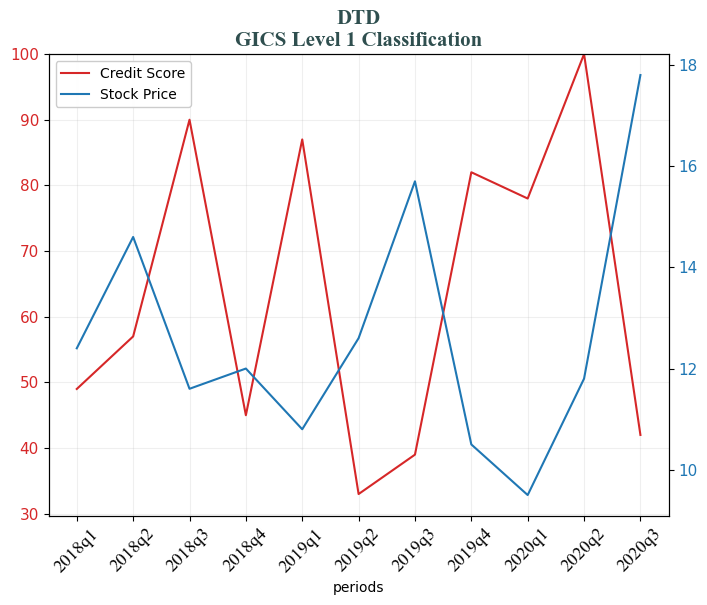 DTD
GICS Level 1 Classification
Credit Score
Stock Price
100
90
80
70
60
50
40
30
18
16
14
12
10
2018q1
2018q2
2018q3
2018q4
2019q1
2019q2
2019q3
2019q4
2020q1
2020q2
2020q3
periods